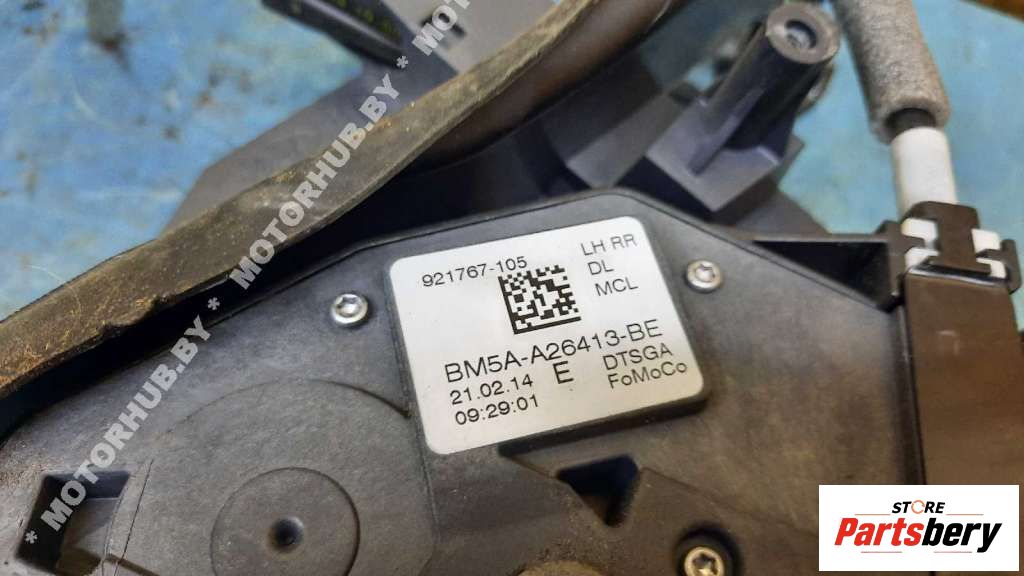 921767-105
LH RR
DL
MCL
BM5A-A26413-BE
21.02.14 E DTSGA
09:29:01 FoMoCo
* MOTORHUB.BY * MOTORHUB.BY * MOTORHUB.BY * MOTOR
STORE
Partsbery